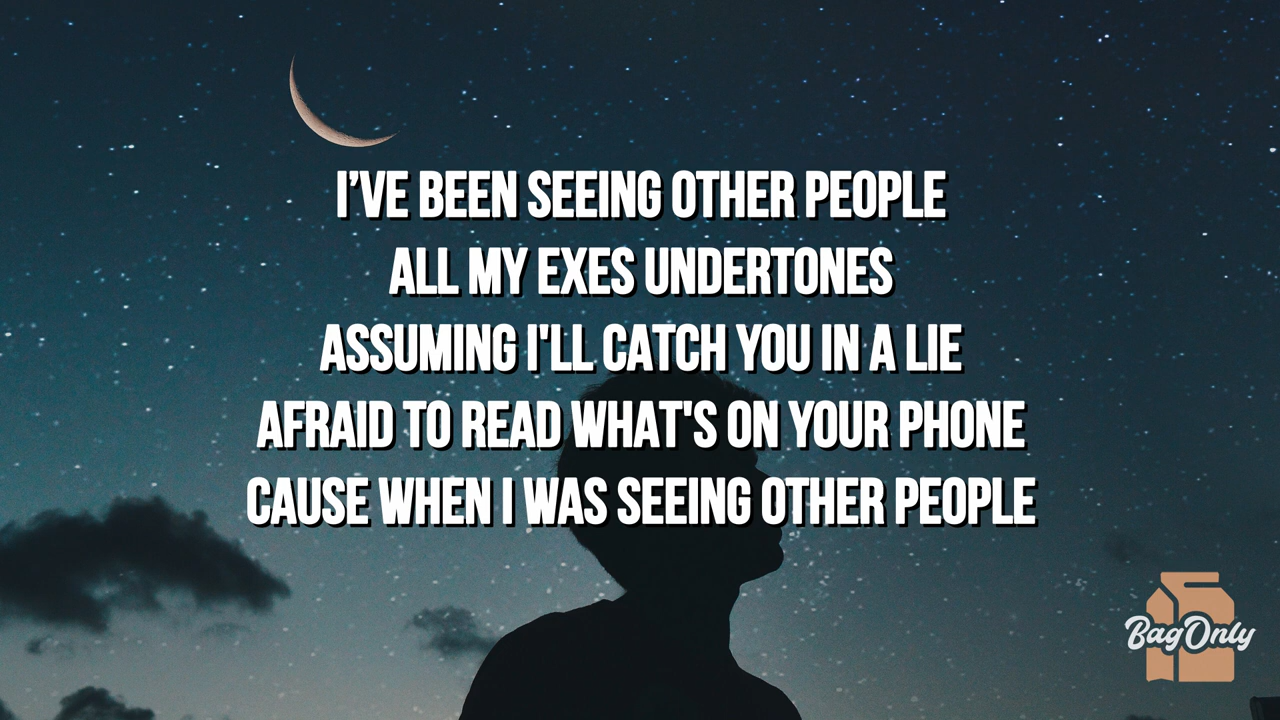 I’VE BEEN SEEING OTHER PEOPLE
ALL MY EXES UNDERTONES
ASSUMING I'LL CATCH YOU IN A LIE
AFRAID TO READ WHAT'S ON YOUR PHONE
CAUSE WHEN I WAS SEEING OTHER PEOPLE
BagOnly